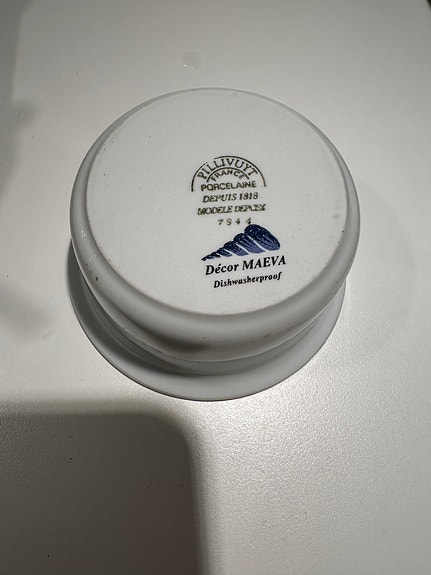 PILLIVUYT
FRANCE
PORCELAINE
DEPUIS 1818
MODELE DEPOSE
Décor MAEVA
Dishwasherproof